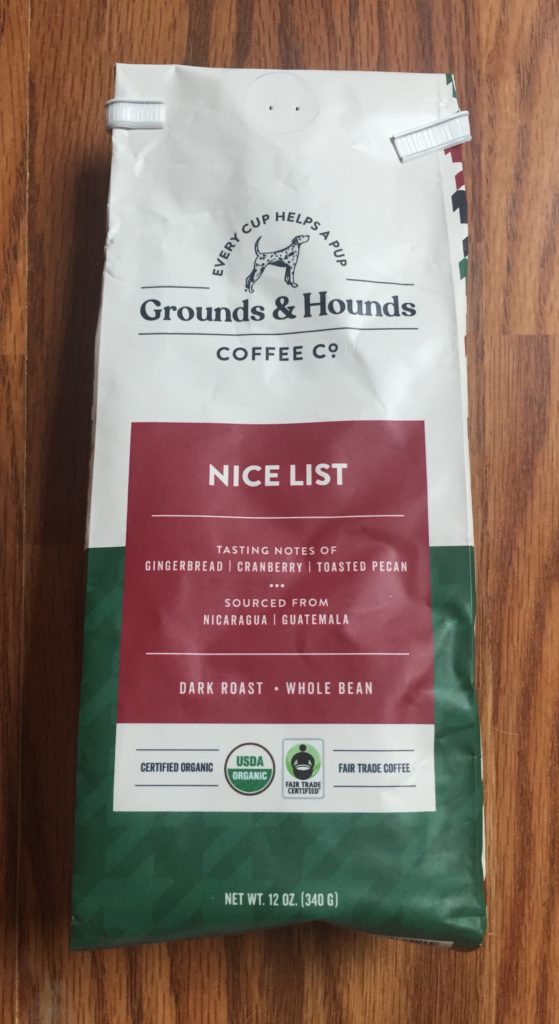 EVERY CUP HELPS A PUP
Grounds & Hounds
COFFEE Cº
NICE LIST
TASTING NOTES OF
GINGERBREAD | CRANBERRY | TOASTED PECAN
SOURCED FROM
NICARAGUA | GUATEMALA
DARK ROAST • WHOLE BEAN
CERTIFIED ORGANIC
USDA
ORGANIC
FAIR TRADE
CERTIFIED
FAIR TRADE COFFEE
NET WT. 12 OZ. (340 G)